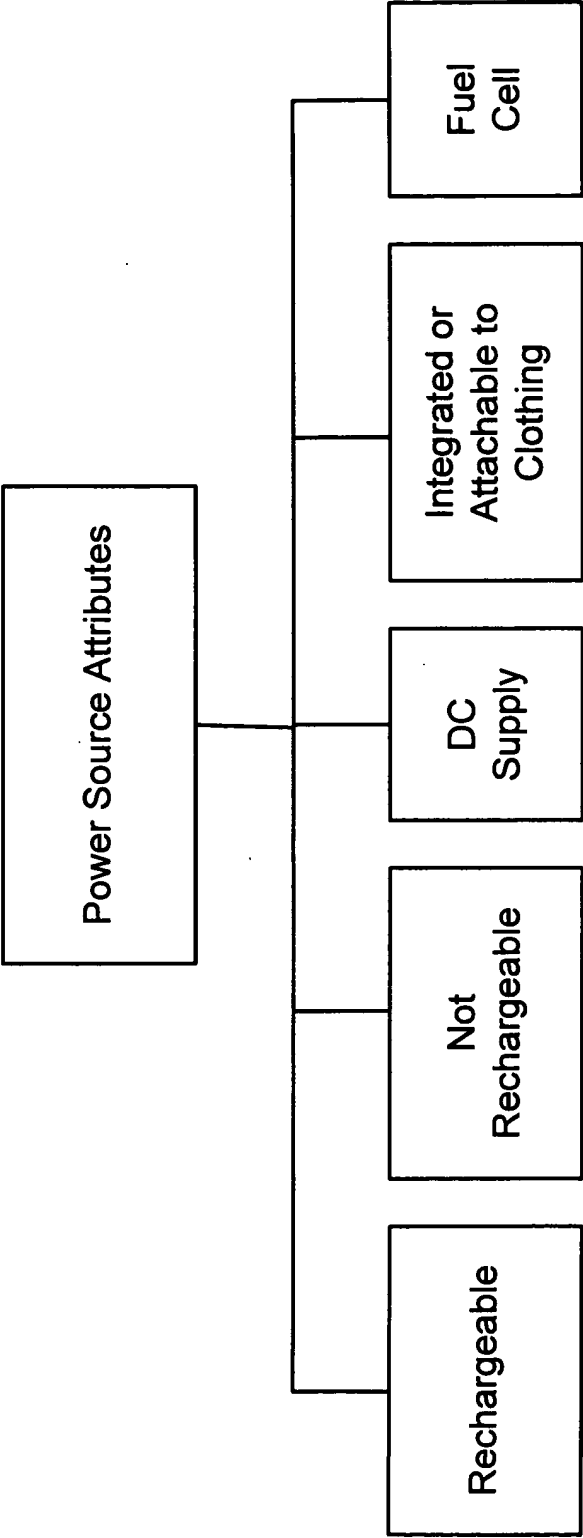 Power Source Attributes
Rechargeable
Not
Rechargeable
DC
Supply
Integrated or
Attachable to
Clothing
Fuel
Cell